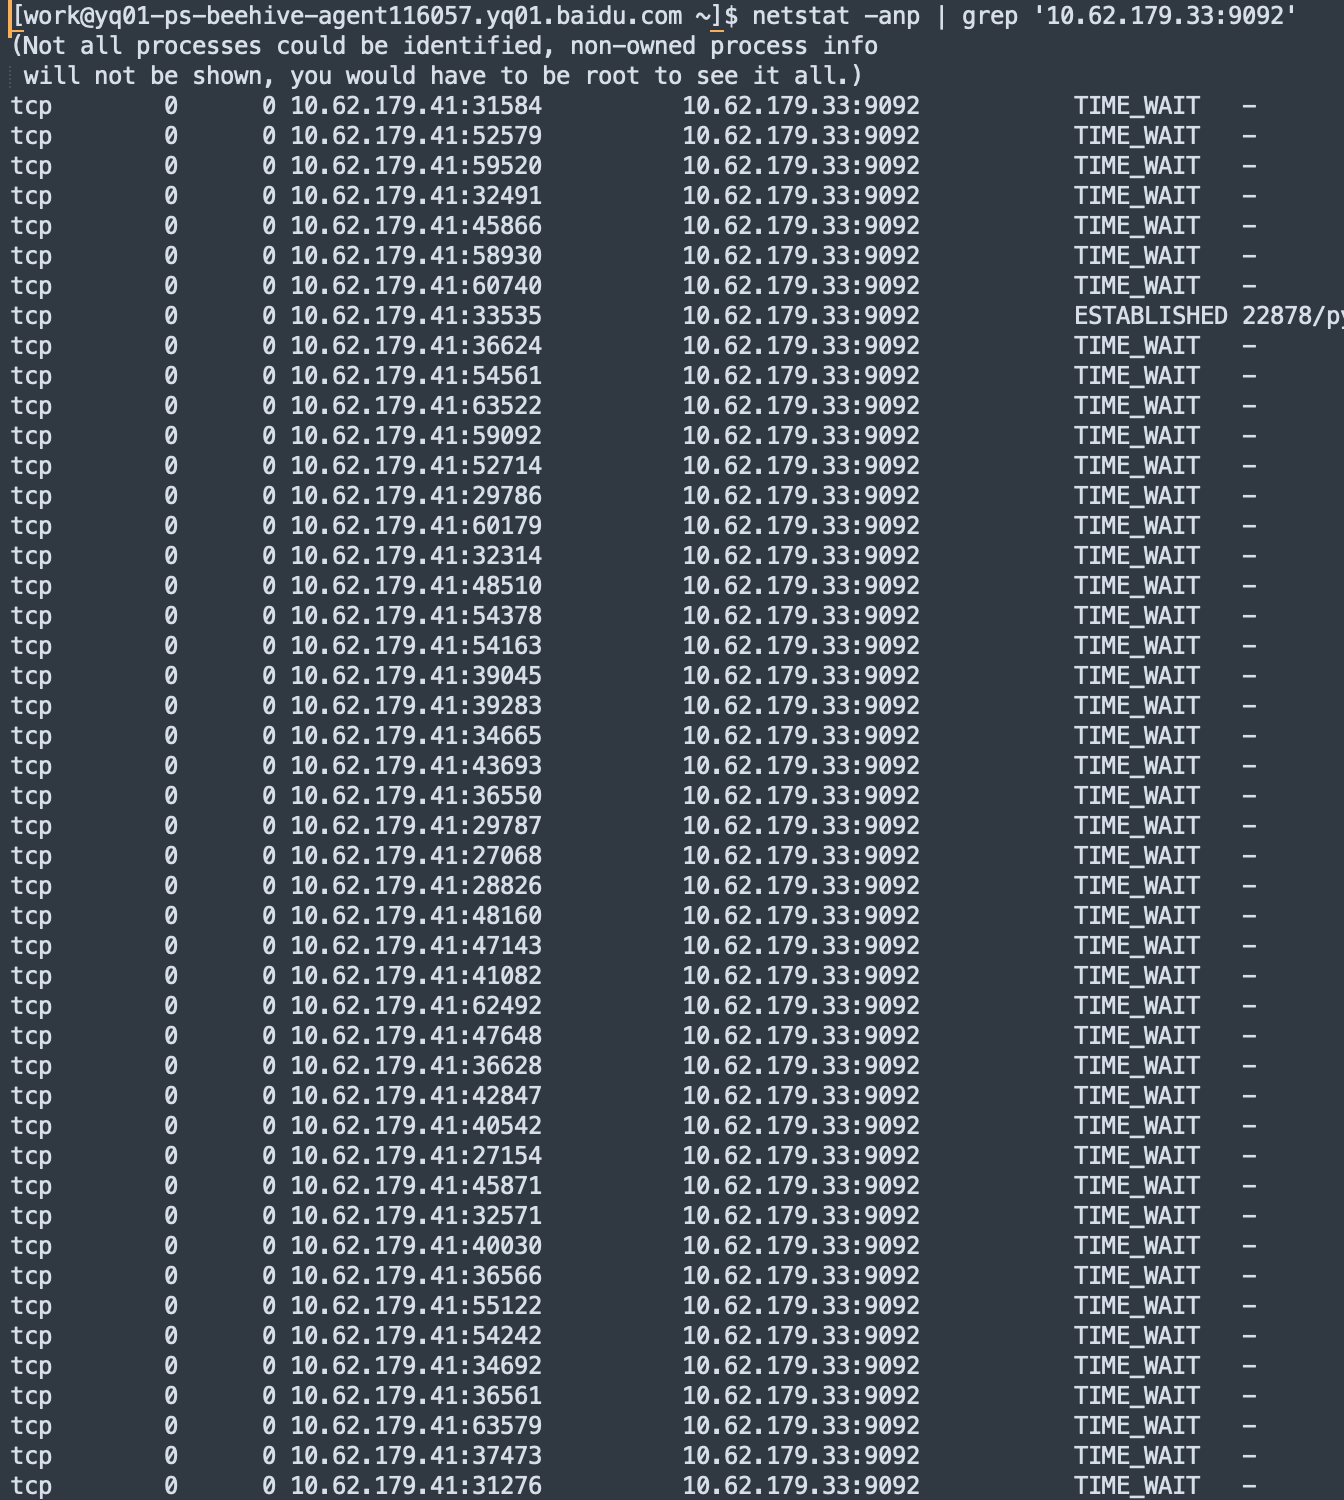 [work@yq01-ps-beehive-agent116057.yq01.baidu.com ~]$ netstat -anp | grep '10.62.179.33:9092'
(Not all processes could be identified, non-owned process info
 will not be shown, you would have to be root to see it all.)
tcp        0      0 10.62.179.41:31584          10.62.179.33:9092           TIME_WAIT   -
tcp        0      0 10.62.179.41:52579          10.62.179.33:9092           TIME_WAIT   -
tcp        0      0 10.62.179.41:59520          10.62.179.33:9092           TIME_WAIT   -
tcp        0      0 10.62.179.41:32491          10.62.179.33:9092           TIME_WAIT   -
tcp        0      0 10.62.179.41:45866          10.62.179.33:9092           TIME_WAIT   -
tcp        0      0 10.62.179.41:58930          10.62.179.33:9092           TIME_WAIT   -
tcp        0      0 10.62.179.41:60740          10.62.179.33:9092           TIME_WAIT   -
tcp        0      0 10.62.179.41:33535          10.62.179.33:9092           ESTABLISHED 22878/py
tcp        0      0 10.62.179.41:36624          10.62.179.33:9092           TIME_WAIT   -
tcp        0      0 10.62.179.41:54561          10.62.179.33:9092           TIME_WAIT   -
tcp        0      0 10.62.179.41:63522          10.62.179.33:9092           TIME_WAIT   -
tcp        0      0 10.62.179.41:59092          10.62.179.33:9092           TIME_WAIT   -
tcp        0      0 10.62.179.41:52714          10.62.179.33:9092           TIME_WAIT   -
tcp        0      0 10.62.179.41:29786          10.62.179.33:9092           TIME_WAIT   -
tcp        0      0 10.62.179.41:60179          10.62.179.33:9092           TIME_WAIT   -
tcp        0      0 10.62.179.41:32314          10.62.179.33:9092           TIME_WAIT   -
tcp        0      0 10.62.179.41:48510          10.62.179.33:9092           TIME_WAIT   -
tcp        0      0 10.62.179.41:54378          10.62.179.33:9092           TIME_WAIT   -
tcp        0      0 10.62.179.41:54163          10.62.179.33:9092           TIME_WAIT   -
tcp        0      0 10.62.179.41:39045          10.62.179.33:9092           TIME_WAIT   -
tcp        0      0 10.62.179.41:39283          10.62.179.33:9092           TIME_WAIT   -
tcp        0      0 10.62.179.41:34665          10.62.179.33:9092           TIME_WAIT   -
tcp        0      0 10.62.179.41:43693          10.62.179.33:9092           TIME_WAIT   -
tcp        0      0 10.62.179.41:36550          10.62.179.33:9092           TIME_WAIT   -
tcp        0      0 10.62.179.41:29787          10.62.179.33:9092           TIME_WAIT   -
tcp        0      0 10.62.179.41:27068          10.62.179.33:9092           TIME_WAIT   -
tcp        0      0 10.62.179.41:28826          10.62.179.33:9092           TIME_WAIT   -
tcp        0      0 10.62.179.41:48160          10.62.179.33:9092           TIME_WAIT   -
tcp        0      0 10.62.179.41:47143          10.62.179.33:9092           TIME_WAIT   -
tcp        0      0 10.62.179.41:41082          10.62.179.33:9092           TIME_WAIT   -
tcp        0      0 10.62.179.41:62492          10.62.179.33:9092           TIME_WAIT   -
tcp        0      0 10.62.179.41:47648          10.62.179.33:9092           TIME_WAIT   -
tcp        0      0 10.62.179.41:36628          10.62.179.33:9092           TIME_WAIT   -
tcp        0      0 10.62.179.41:42847          10.62.179.33:9092           TIME_WAIT   -
tcp        0      0 10.62.179.41:40542          10.62.179.33:9092           TIME_WAIT   -
tcp        0      0 10.62.179.41:27154          10.62.179.33:9092           TIME_WAIT   -
tcp        0      0 10.62.179.41:45871          10.62.179.33:9092           TIME_WAIT   -
tcp        0      0 10.62.179.41:32571          10.62.179.33:9092           TIME_WAIT   -
tcp        0      0 10.62.179.41:40030          10.62.179.33:9092           TIME_WAIT   -
tcp        0      0 10.62.179.41:36566          10.62.179.33:9092           TIME_WAIT   -
tcp        0      0 10.62.179.41:55122          10.62.179.33:9092           TIME_WAIT   -
tcp        0      0 10.62.179.41:54242          10.62.179.33:9092           TIME_WAIT   -
tcp        0      0 10.62.179.41:34692          10.62.179.33:9092           TIME_WAIT   -
tcp        0      0 10.62.179.41:36561          10.62.179.33:9092           TIME_WAIT   -
tcp        0      0 10.62.179.41:63579          10.62.179.33:9092           TIME_WAIT   -
tcp        0      0 10.62.179.41:37473          10.62.179.33:9092           TIME_WAIT   -
tcp        0      0 10.62.179.41:31276          10.62.179.33:9092           TIME_WAIT   -